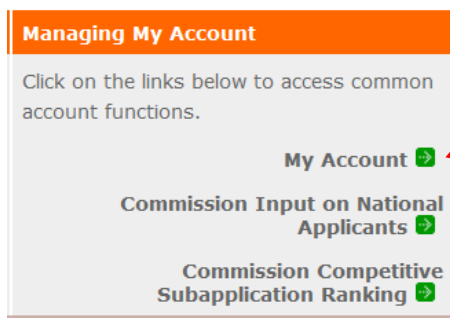 Managing My Account
Click on the links below to access common
account functions.
My Account
Commission Input on National
Applicants
Commission Competitive
Subapplication Ranking